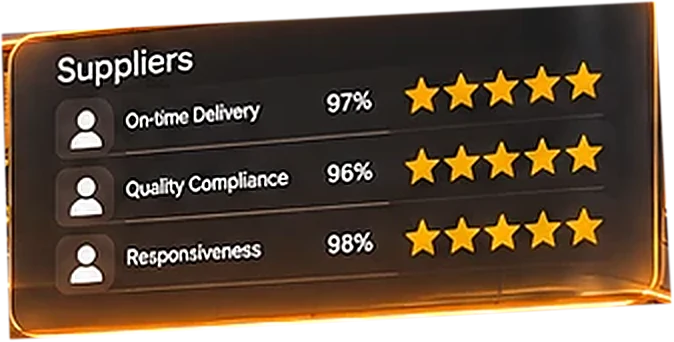 Suppliers
On-time Delivery 97%
Quality Compliance 96%
Responsiveness 98%